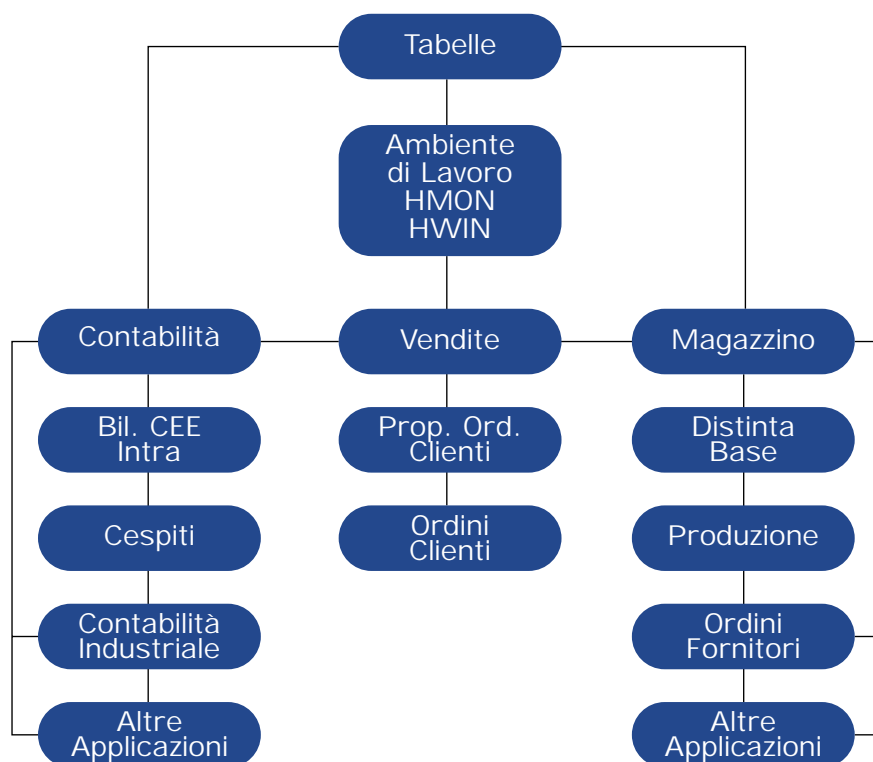 Tabelle
Ambiente
di Lavoro
HMON
HWIN
Contabilità
Vendite
Magazzino
Bil. CEE
Intra
Prop. Ord.
Clienti
Distinta
Base
Cespiti
Ordini
Clienti
Produzione
Contabilità
Industriale
Ordini
Fornitori
Altre
Applicazioni
Altre
Applicazioni